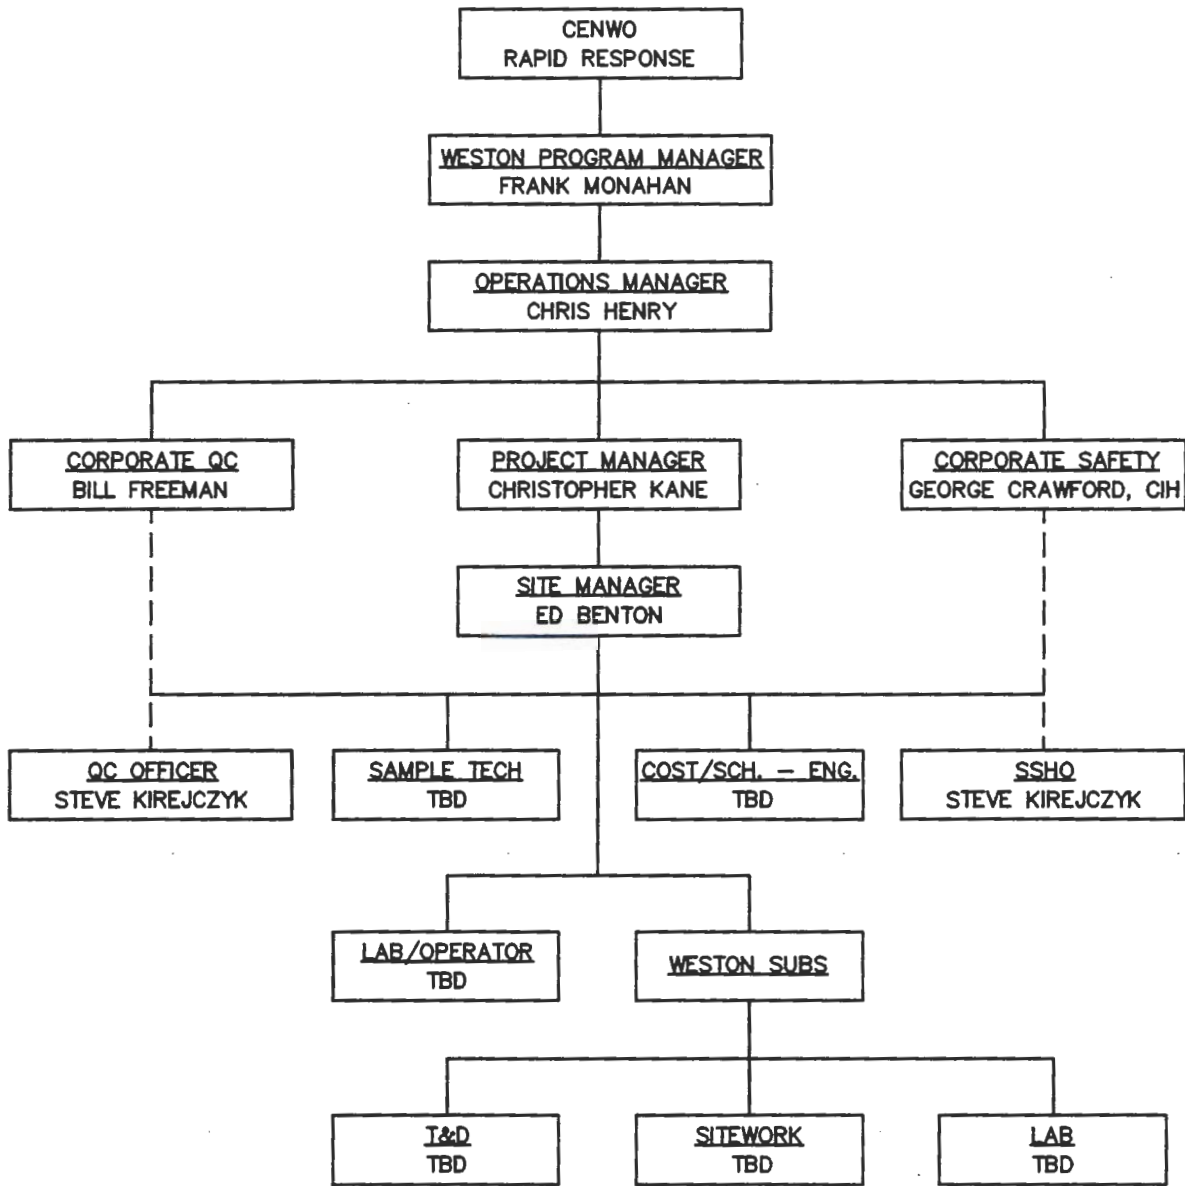 CENWO
RAPID RESPONSE
WESTON PROGRAM MANAGER
FRANK MONAHAN
OPERATIONS MANAGER
CHRIS HENRY
CORPORATE QC
BILL FREEMAN
PROJECT MANAGER
CHRISTOPHER KANE
CORPORATE SAFETY
GEORGE CRAWFORD, CIH
SITE MANAGER
ED BENTON
QC OFFICER
STEVE KIREJCZYK
SAMPLE TECH
TBD
COST/SCH. – ENG.
TBD
SSHO
STEVE KIREJCZYK
LAB/OPERATOR
TBD
WESTON SUBS
T&D
TBD
SITEWORK
TBD
LAB
TBD